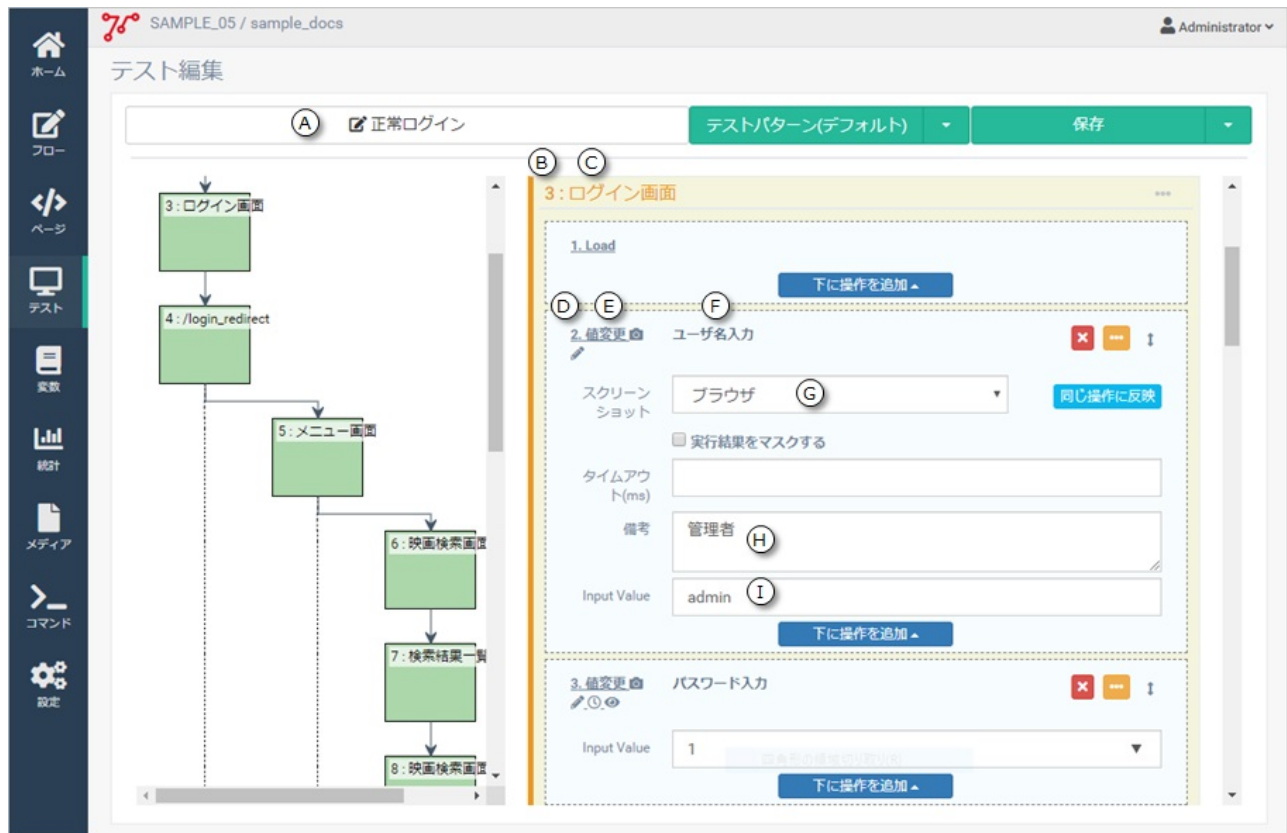 SAMPLE_05 / sample_docs
Administrator
ホーム
フロー
ページ
テスト
変数
統計
メディア
コマンド
設定
テスト編集
A 正常ログイン
テストパターン(デフォルト)
保存
3 : ログイン画面
4 : /login_redirect
5 : メニュー画面
6 : 映画検索画面
7 : 検索結果一覧
8 : 映画検索画面
B C
3 : ログイン画面
1. Load
下に操作を追加
D E F
2. 値変更 ユーザ名入力
スクリーン
ショット
ブラウザ G
同じ操作に反映
実行結果をマスクする
タイムアウ
ト(ms)
備考 管理者 H
Input Value admin I
下に操作を追加
3. 値変更 パスワード入力
Input Value 1
下に操作を追加